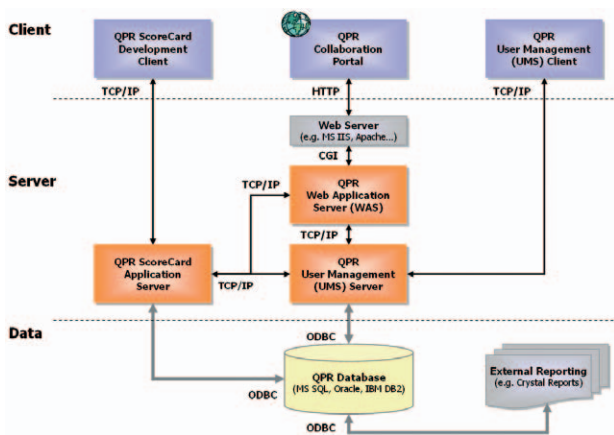 Client
QPR ScoreCard
Development
Client
QPR
Collaboration
Portal
QPR
User Management
(UMS) Client
TCP/IP
HTTP
TCP/IP
Web Server
(e.g. MS IIS, Apache...)
CGI
Server
TCP/IP
QPR
Web Application
Server (WAS)
TCP/IP
QPR ScoreCard
Application
Server
TCP/IP
QPR
User Management
(UMS) Server
Data
ODBC
QPR Database
(MS SQL, Oracle, IBM DB2)
External Reporting
(e.g. Crystal Reports)
ODBC
ODBC